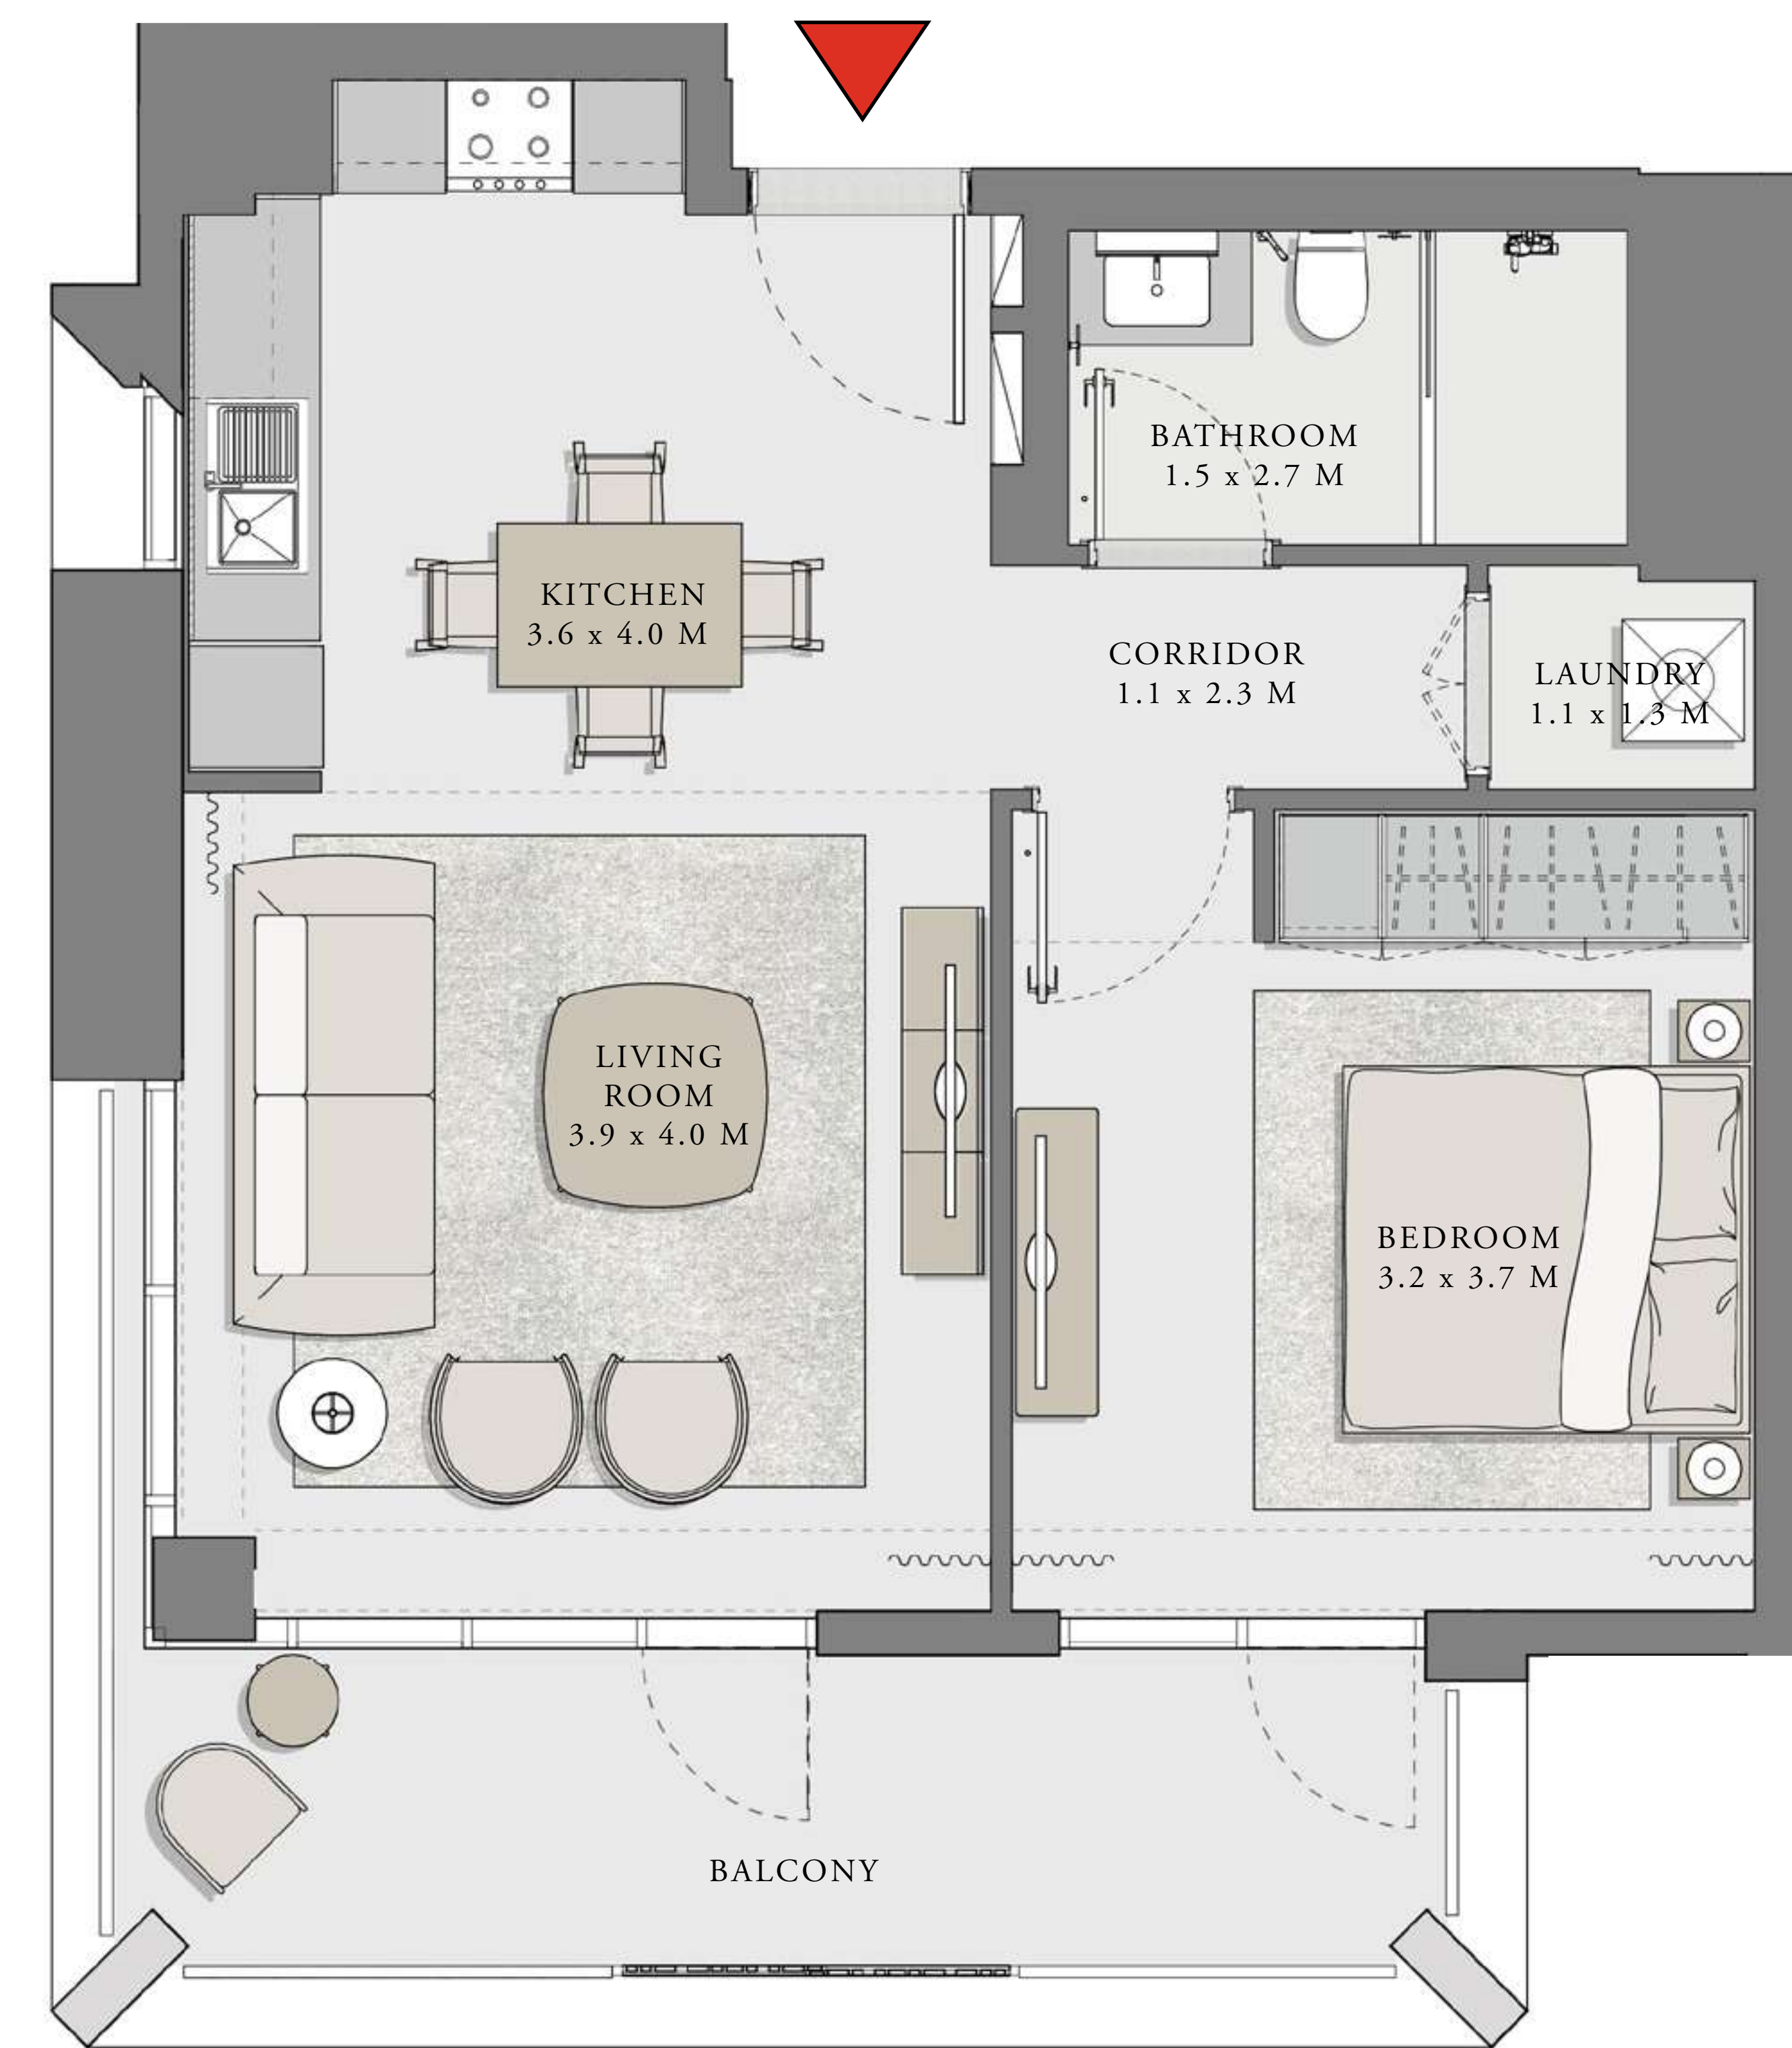 BATHROOM
1.5 x 2.7 M
KITCHEN
3.6 x 4.0 M
CORRIDOR
1.1 x 2.3 M
LAUNDRY
1.1 x 1.3 M
LIVING
ROOM
3.9 x 4.0 M
BEDROOM
3.2 x 3.7 M
BALCONY